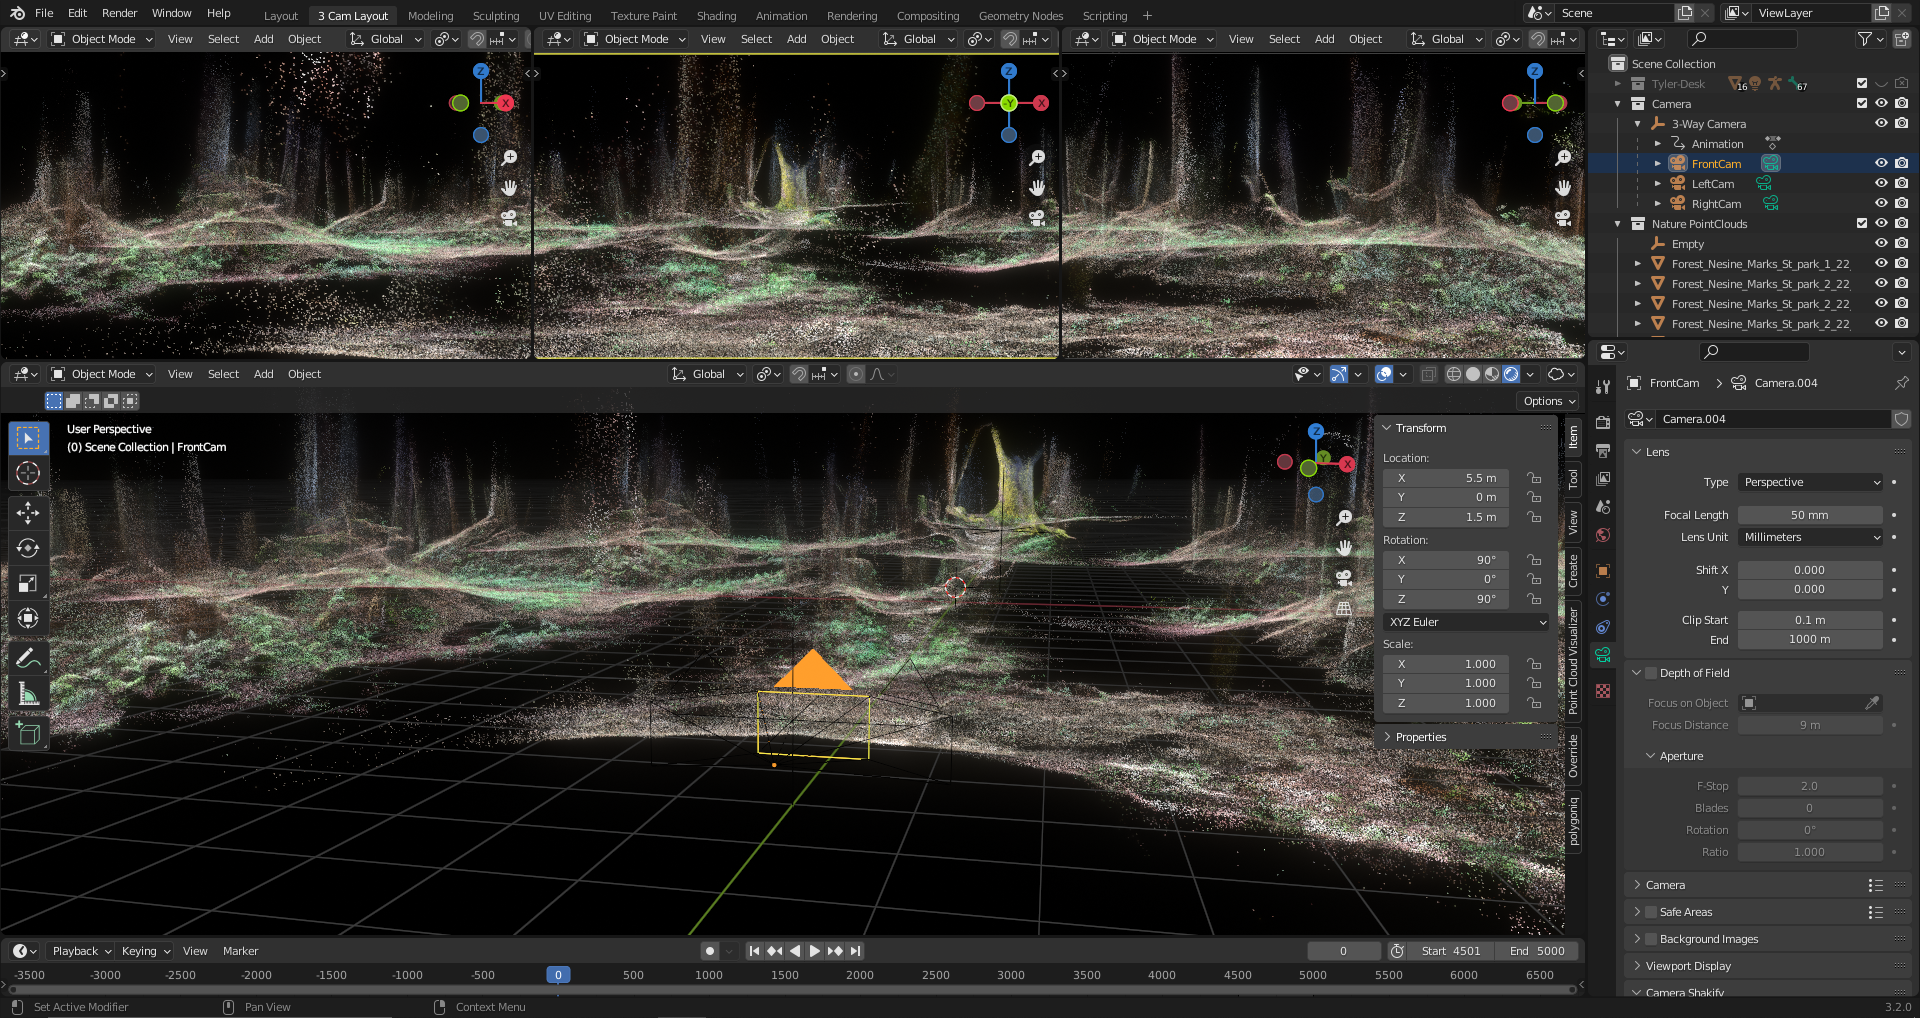 File Edit Render Window Help Layout 3 Cam Layout Modeling Sculpting UV Editing Texture Paint Shading Animation Rendering Compositing Geometry Nodes Scripting + Scene ViewLayer
Object Mode View Select Add Object Global Object Mode View Select Add Object Global Object Mode View Select Add Object Global
Z X
Z -Y X
Z
Scene Collection
Tyler-Desk 16 67
Camera
3-Way Camera
Animation
FrontCam
LeftCam
RightCam
Nature PointClouds
Empty
Forest_Nesine_Marks_St_park_1_22
Forest_Nesine_Marks_St_park_2_22
Forest_Nesine_Marks_St_park_2_22
Forest_Nesine_Marks_St_park_2_22
Object Mode View Select Add Object Global
Options
User Perspective
(0) Scene Collection | FrontCam
Z Y X
Transform
Location:
X 5.5 m
Y 0 m
Z 1.5 m
Rotation:
X 90°
Y 0°
Z 90°
XYZ Euler
Scale:
X 1.000
Y 1.000
Z 1.000
Properties
Item
Tool
View
Create
Point Cloud Visualizer
Override
polygoniq
FrontCam > Camera.004
Camera.004
Lens
Type Perspective
Focal Length 50 mm
Lens Unit Millimeters
Shift X 0.000
Y 0.000
Clip Start 0.1 m
End 1000 m
Depth of Field
Focus on Object
Focus Distance 9 m
Aperture
F-Stop 2.0
Blades 0
Rotation 0°
Ratio 1.000
Camera
Safe Areas
Background Images
Viewport Display
Camera Shakify
Playback Keying View Marker 0 Start 4501 End 5000
-3500 -3000 -2500 -2000 -1500 -1000 -500 0 500 1000 1500 2000 2500 3000 3500 4000 4500 5000 5500 6000 6500
Set Active Modifier Pan View Context Menu 3.2.0